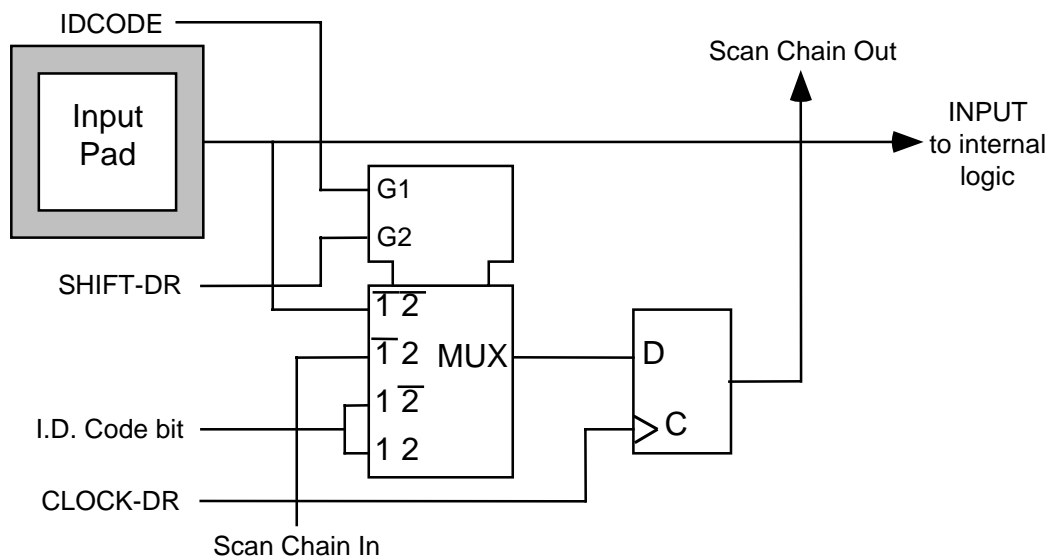 IDCODE
Scan Chain Out
Input
Pad
INPUT
to internal
logic
G1
G2
SHIFT-DR
1̅ 2̅
1̅ 2
MUX
D
1 2̅
I.D. Code bit
C
1 2
CLOCK-DR
Scan Chain In